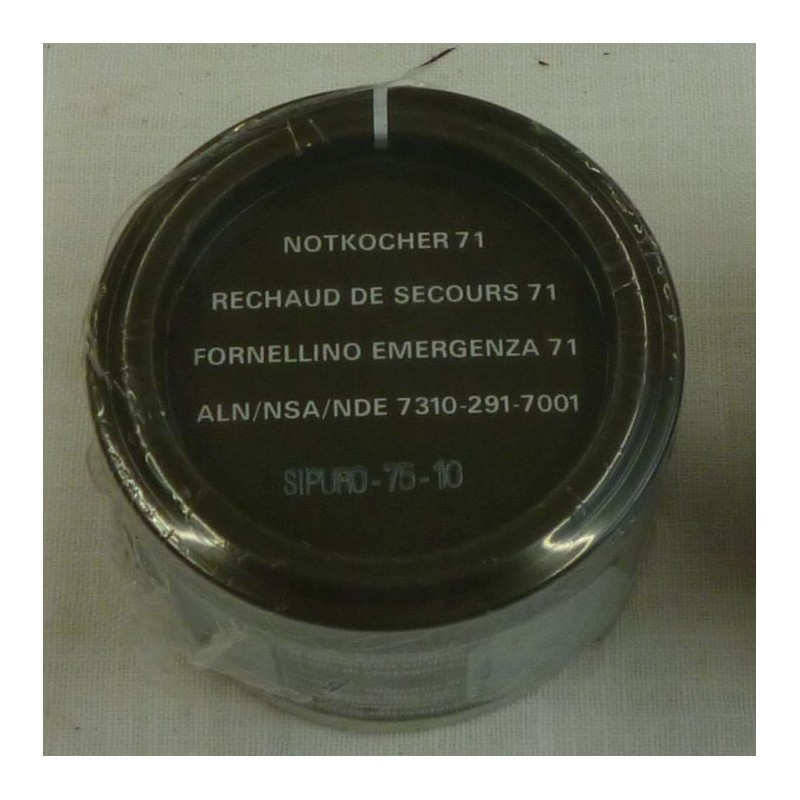 NOTKOCHER 71
RECHAUD DE SECOURS 71
FORNELLINO EMERGENZA 71
ALN/NSA/NDE 7310-291-7001
SIPURO-75-10